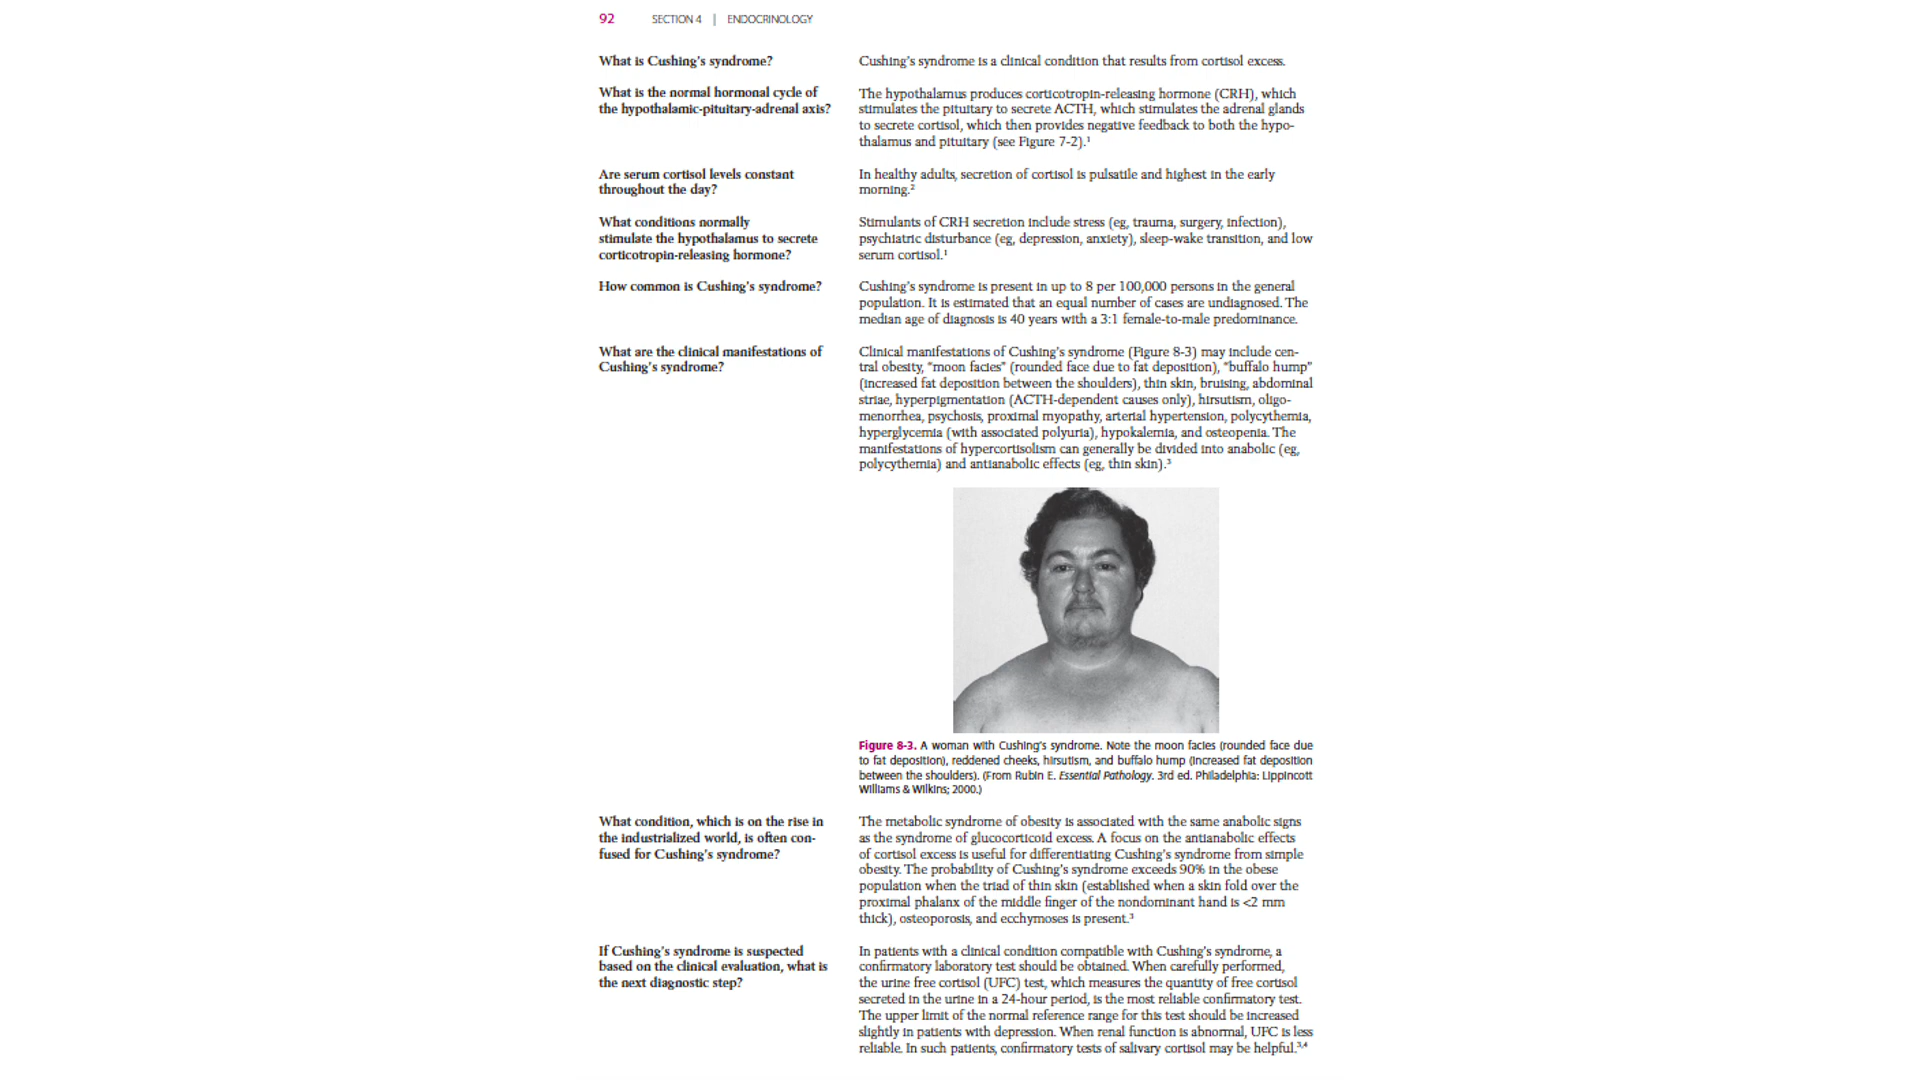 92 SECTION 4 | ENDOCRINOLOGY
What is Cushing's syndrome?
Cushing's syndrome is a clinical condition that results from cortisol excess.
What is the normal hormonal cycle of
the hypothalamic-pituitary-adrenal axis?
The hypothalamus produces corticotropin-releasing hormone (CRH), which
stimulates the pituitary to secrete ACTH, which stimulates the adrenal glands
to secrete cortisol, which then provides negative feedback to both the hypo-
thalamus and pituitary (see Figure 7-2).¹
Are serum cortisol levels constant
throughout the day?
In healthy adults, secretion of cortisol is pulsatile and highest in the early
morning.²
What conditions normally
stimulate the hypothalamus to secrete
corticotropin-releasing hormone?
Stimulants of CRH secretion include stress (eg, trauma, surgery, infection),
psychiatric disturbance (eg, depression, anxiety), sleep-wake transition, and low
serum cortisol.¹
How common is Cushing's syndrome?
Cushing's syndrome is present in up to 8 per 100,000 persons in the general
population. It is estimated that an equal number of cases are undiagnosed. The
median age of diagnosis is 40 years with a 3:1 female-to-male predominance.
What are the clinical manifestations of
Cushing's syndrome?
Clinical manifestations of Cushing's syndrome (Figure 8-3) may include cen-
tral obesity, "moon facies" (rounded face due to fat deposition), "buffalo hump"
(increased fat deposition between the shoulders), thin skin, bruising, abdominal
striae, hyperpigmentation (ACTH-dependent causes only), hirsutism, oligo-
menorrhea, psychosis, proximal myopathy, arterial hypertension, polycythemia,
hyperglycemia (with associated polyuria), hypokalemia, and osteopenia. The
manifestations of hypercortisolism can generally be divided into anabolic (eg,
polycythemia) and antianabolic effects (eg, thin skin).³
Figure 8-3. A woman with Cushing's syndrome. Note the moon facies (rounded face due
to fat deposition), reddened cheeks, hirsutism, and buffalo hump (increased fat deposition
between the shoulders). (From Rubin E. Essential Pathology. 3rd ed. Philadelphia: Lippincott
Williams & Wilkins; 2000.)
What condition, which is on the rise in
the industrialized world, is often con-
fused for Cushing's syndrome?
The metabolic syndrome of obesity is associated with the same anabolic signs
as the syndrome of glucocorticoid excess. A focus on the antianabolic effects
of cortisol excess is useful for differentiating Cushing's syndrome from simple
obesity. The probability of Cushing's syndrome exceeds 90% in the obese
population when the triad of thin skin (established when a skin fold over the
proximal phalanx of the middle finger of the nondominant hand is <2 mm
thick), osteoporosis, and ecchymoses is present.³
If Cushing's syndrome is suspected
based on the clinical evaluation, what is
the next diagnostic step?
In patients with a clinical condition compatible with Cushing's syndrome, a
confirmatory laboratory test should be obtained. When carefully performed,
the urine free cortisol (UFC) test, which measures the quantity of free cortisol
secreted in the urine in a 24-hour period, is the most reliable confirmatory test.
The upper limit of the normal reference range for this test should be increased
slightly in patients with depression. When renal function is abnormal, UFC is less
reliable. In such patients, confirmatory tests of salivary cortisol may be helpful.³,⁴